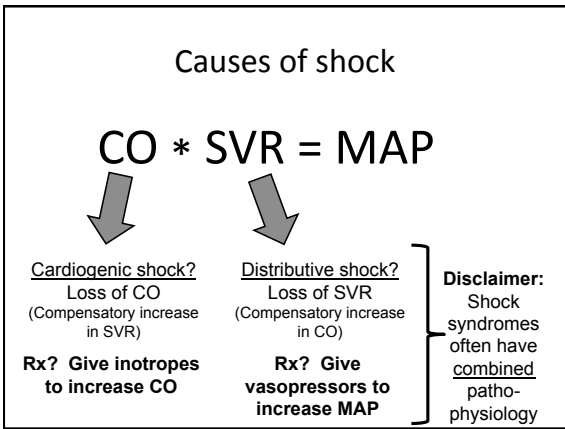 Causes of shock
CO * SVR = MAP
Cardiogenic shock?
Loss of CO
(Compensatory increase
in SVR)
Rx? Give inotropes
to increase CO
Distributive shock?
Loss of SVR
(Compensatory increase
in CO)
Rx? Give
vasopressors to
increase MAP
Disclaimer:
Shock
syndromes
often have
combined
patho-
physiology